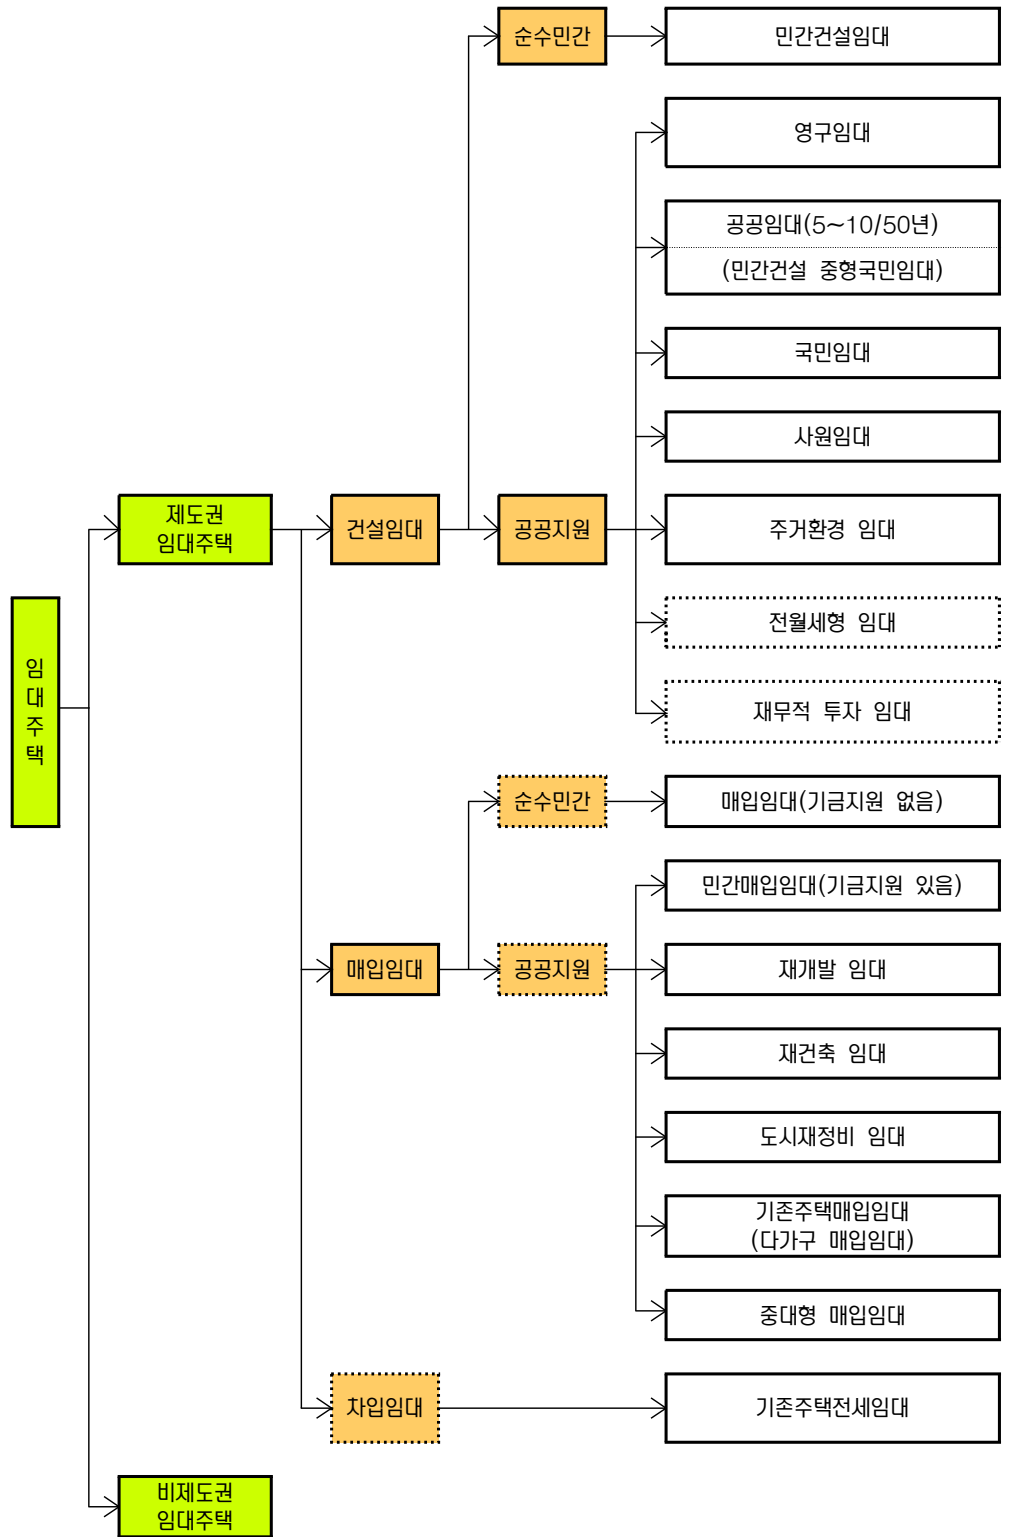 순수민간
민간건설임대
영구임대
공공임대(5~10/50년)
(민간건설 중형국민임대)
국민임대
사원임대
제도권
임대주택
건설임대
공공지원
주거환경 임대
전월세형 임대
재무적 투자 임대
임
대
주
택
순수민간
매입임대(기금지원 없음)
민간매입임대(기금지원 있음)
매입임대
공공지원
재개발 임대
재건축 임대
도시재정비 임대
기존주택매입임대
(다가구 매입임대)
중대형 매입임대
차입임대
기존주택전세임대
비제도권
임대주택